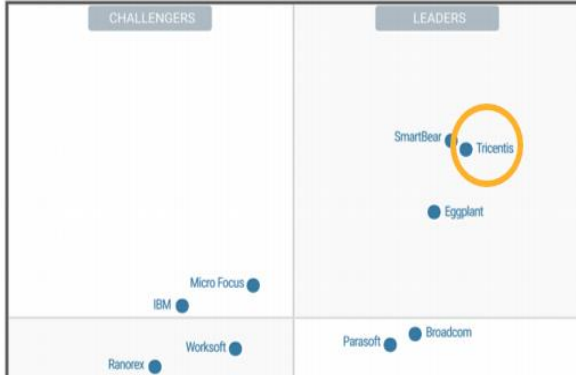 CHALLENGERS
LEADERS
SmartBear
Tricentis
Eggplant
Micro Focus
IBM
Broadcom
Parasoft
Worksoft
Ranorex